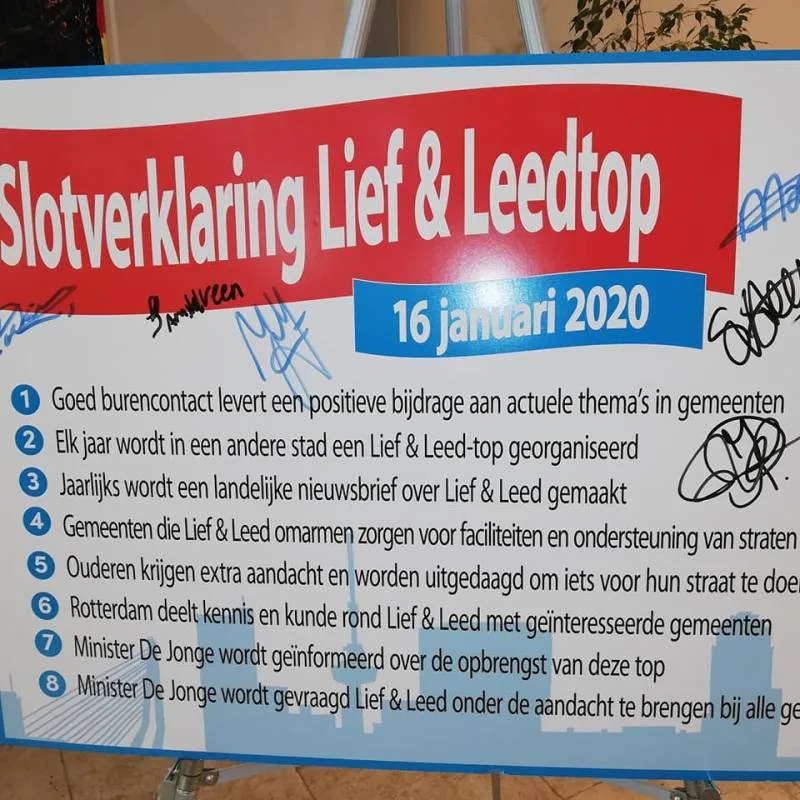 Slotverklaring Lief & Leedtop
16 januari 2020
1 Goed burencontact levert een positieve bijdrage aan actuele thema's in gemeenten
2 Elk jaar wordt in een andere stad een Lief & Leed-top georganiseerd
3 Jaarlijks wordt een landelijke nieuwsbrief over Lief & Leed gemaakt
4 Gemeenten die Lief & Leed omarmen zorgen voor faciliteiten en ondersteuning van straten
5 Ouderen krijgen extra aandacht en worden uitgedaagd om iets voor hun straat te doe
6 Rotterdam deelt kennis en kunde rond Lief & Leed met geïnteresseerde gemeenten
7 Minister De Jonge wordt geïnformeerd over de opbrengst van deze top
8 Minister De Jonge wordt gevraagd Lief & Leed onder de aandacht te brengen bij alle ge